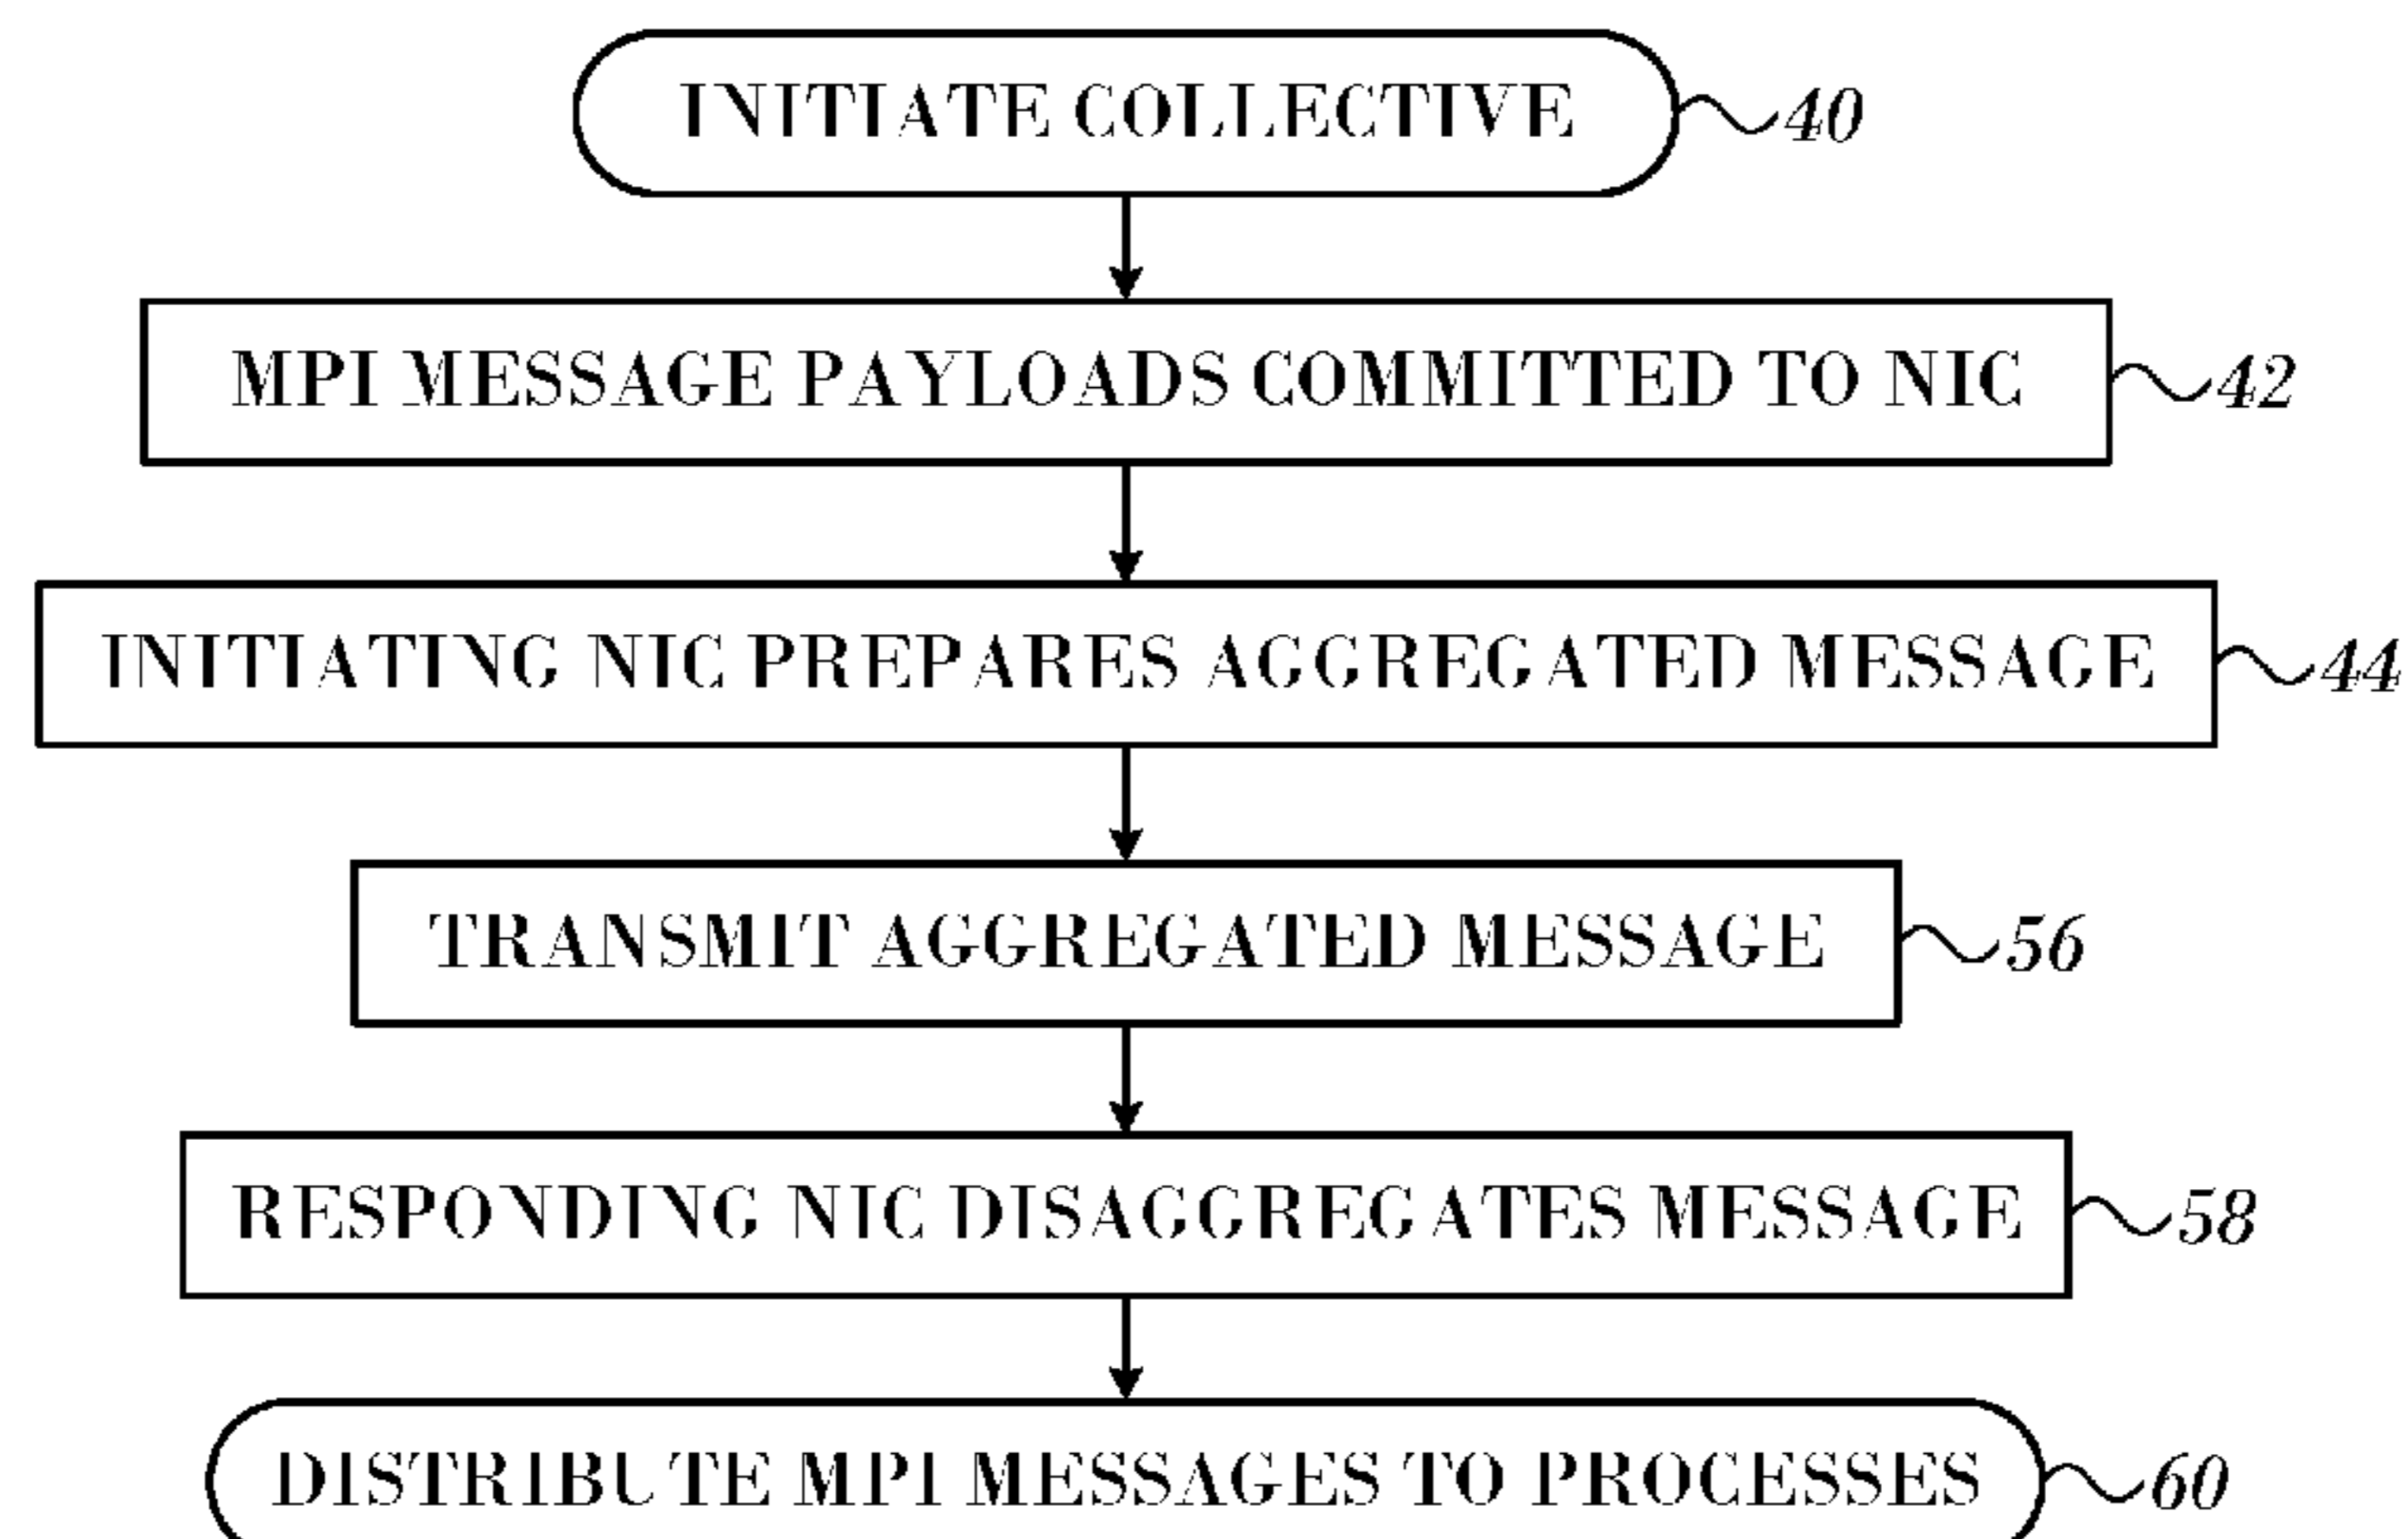 INITIATE COLLECTIVE 40
MPI MESSAGE PAYLOADS COMMITTED TO NIC 42
INITIATING NIC PREPARES AGGREGATED MESSAGE 44
TRANSMIT AGGREGATED MESSAGE 56
RESPONDING NIC DISAGGREGATES MESSAGE 58
DISTRIBUTE MPI MESSAGES TO PROCESSES 60